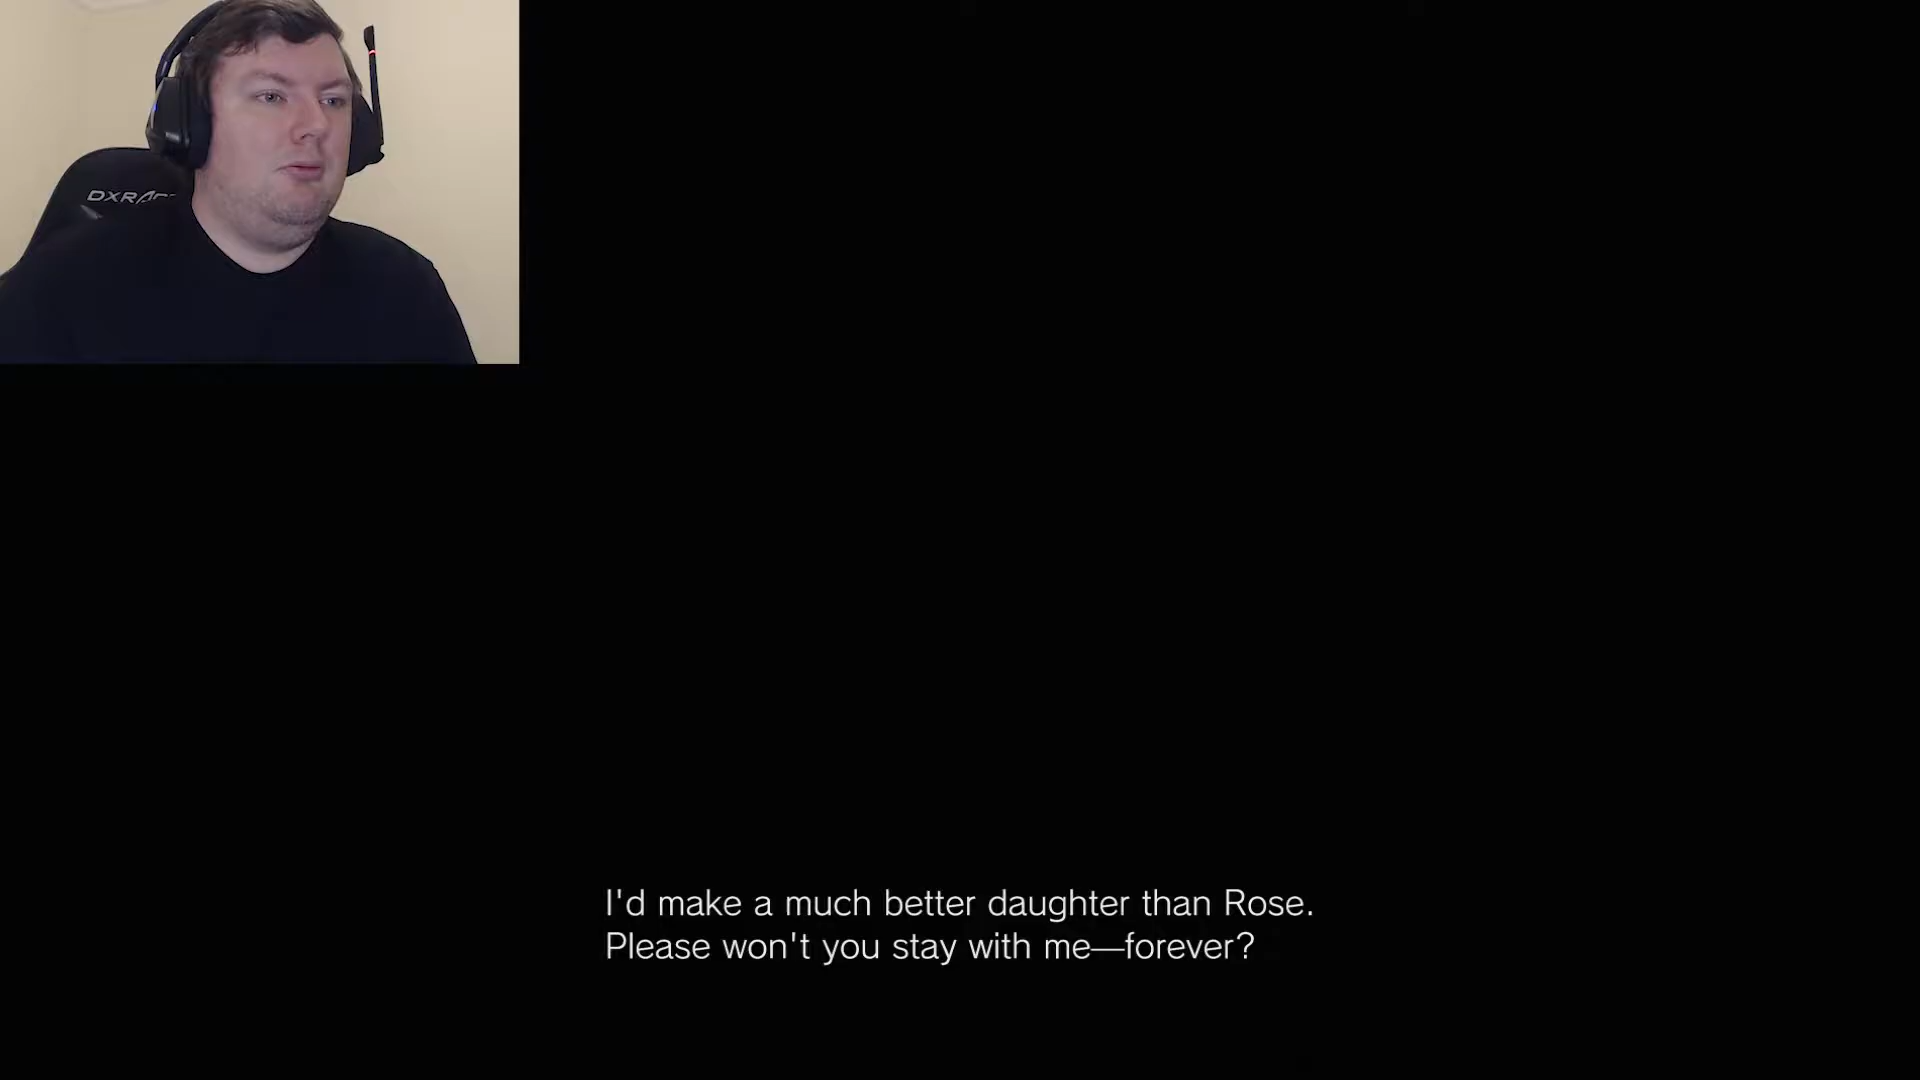 I'd make a much better daughter than Rose.
Please won't you stay with me—forever?